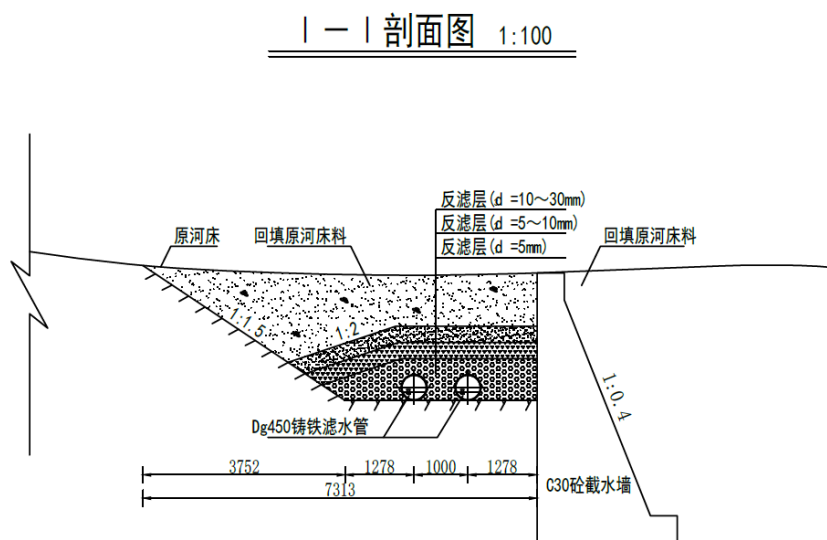 I－I剖面图 1:100
反滤层(d =10～30mm)
反滤层(d =5～10mm)
反滤层(d =5mm)
原河床
回填原河床料
回填原河床料
1:1.5
1:2
1:0.4
Dg450铸铁滤水管
3752
1278
1000
1278
7313
C30砼截水墙